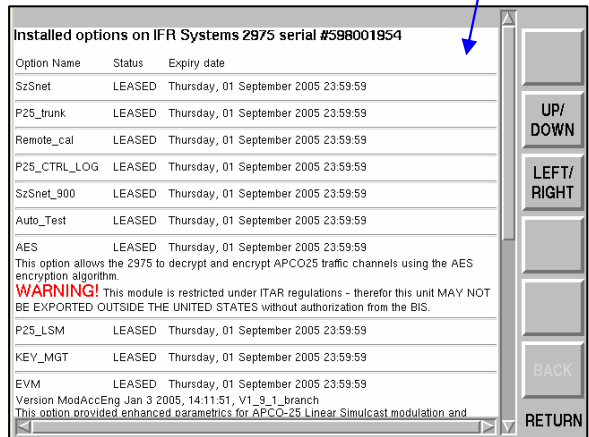 Installed options on IFR Systems 2975 serial #598001954
Option Name Status Expiry date
SzSnet LEASED Thursday, 01 September 2005 23:59:59
P25_trunk LEASED Thursday, 01 September 2005 23:59:59
Remote_cal LEASED Thursday, 01 September 2005 23:59:59
P25_CTRL_LOG LEASED Thursday, 01 September 2005 23:59:59
SzSnet_900 LEASED Thursday, 01 September 2005 23:59:59
Auto_Test LEASED Thursday, 01 September 2005 23:59:59
AES LEASED Thursday, 01 September 2005 23:59:59
This option allows the 2975 to decrypt and encrypt APCO25 traffic channels using the AES
encryption algorithm.
WARNING! This module is restricted under ITAR regulations - therefor this unit MAY NOT
BE EXPORTED OUTSIDE THE UNITED STATES without authorization from the BIS.
P25_LSM LEASED Thursday, 01 September 2005 23:59:59
KEY_MGT LEASED Thursday, 01 September 2005 23:59:59
EVM LEASED Thursday, 01 September 2005 23:59:59
Version ModAccEng Jan 3 2005, 14:11:51, V1_9_1_branch
This option provided enhanced parametrics for APCO-25 Linear Simulcast modulation and
UP/
DOWN
LEFT/
RIGHT
BACK
RETURN